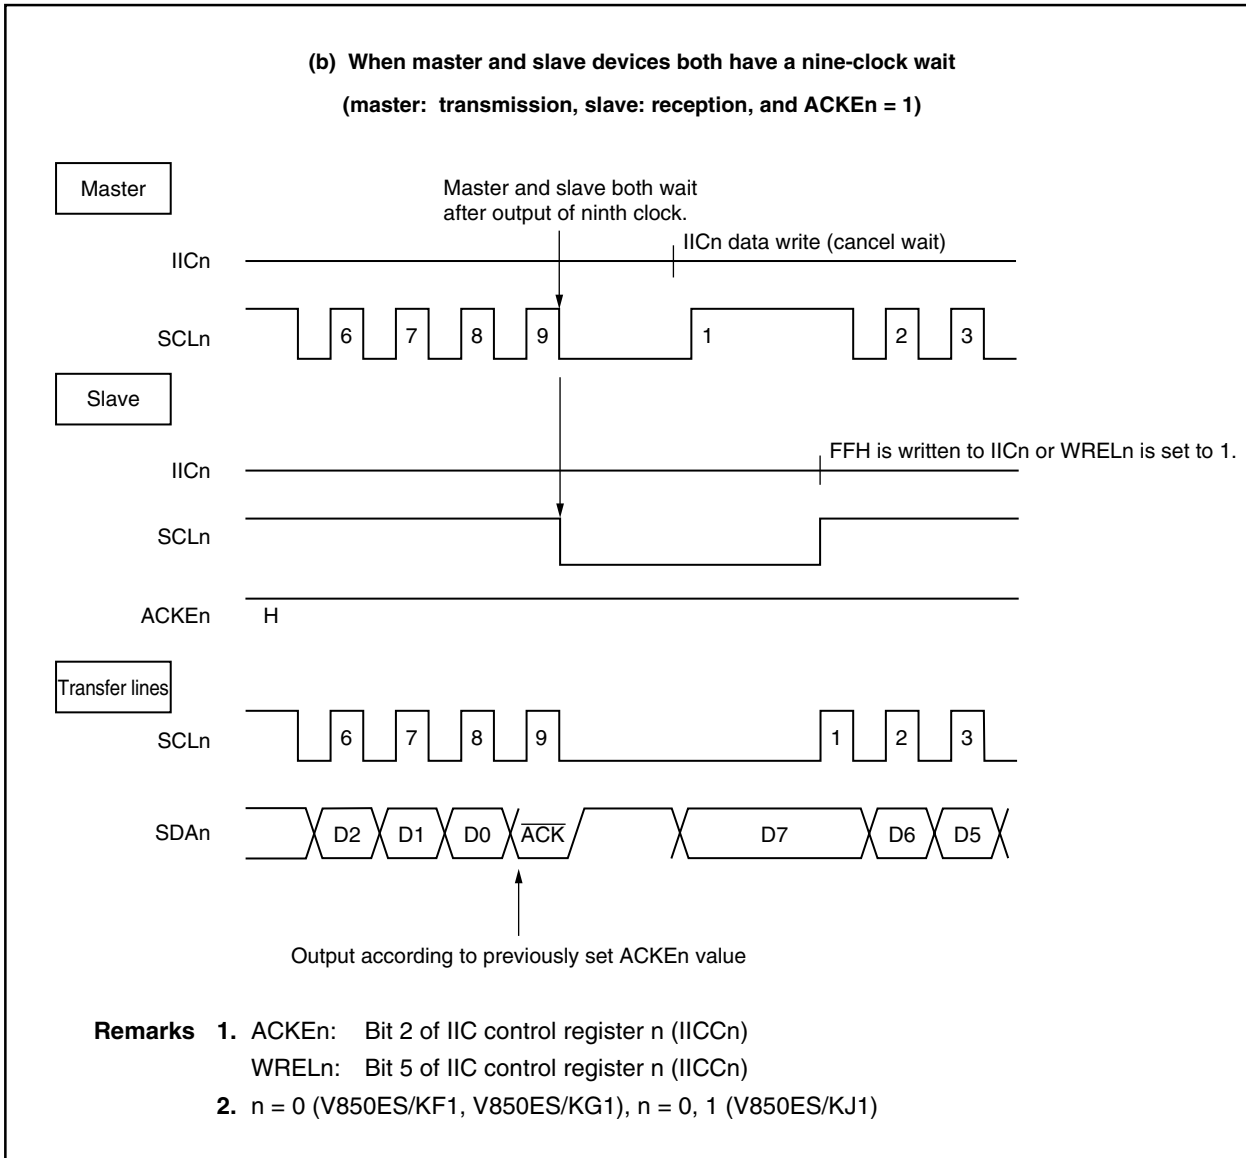 (b) When master and slave devices both have a nine-clock wait
(master: transmission, slave: reception, and ACKEn = 1)
Master
Master and slave both wait
after output of ninth clock.
IICn data write (cancel wait)
IICn
SCLn
6 7 8 9 1 2 3
Slave
FFH is written to IICn or WRELn is set to 1.
IICn
SCLn
ACKEn H
Transfer lines
SCLn
6 7 8 9 1 2 3
SDAn
D2 D1 D0 ACK D7 D6 D5
Output according to previously set ACKEn value
Remarks 1. ACKEn: Bit 2 of IIC control register n (IICCn)
WRELn: Bit 5 of IIC control register n (IICCn)
2. n = 0 (V850ES/KF1, V850ES/KG1), n = 0, 1 (V850ES/KJ1)